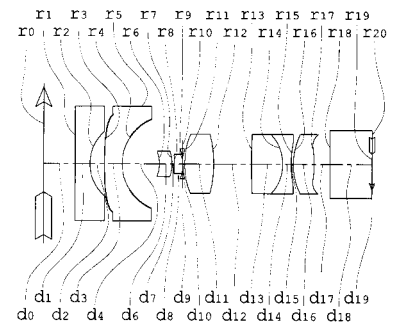 r1 r3 r5 r7 r9 r11 r13 r15 r17 r19
r0 r2 r4 r6 r8 r10 r12 r14 r16 r18 r20
d1 d3 d7 d9 d11 d13 d15 d17 d19
d0 d2 d4 d6 d8 d10 d12 d14 d16 d18